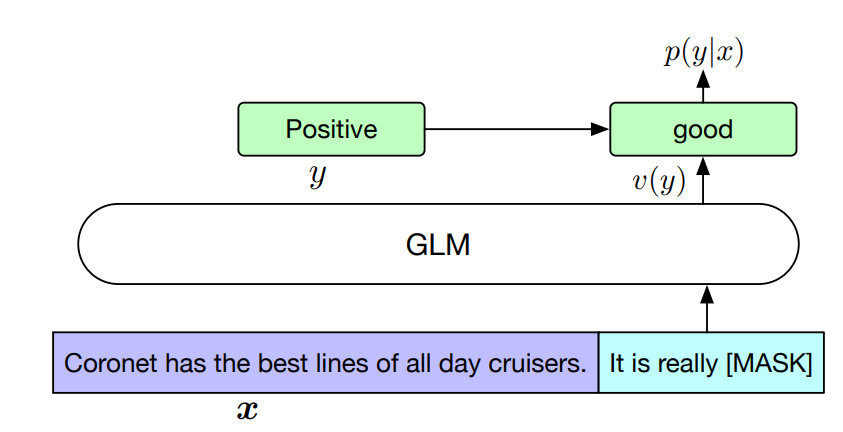 p(y|x)
Positive
good
y
v(y)
GLM
Coronet has the best lines of all day cruisers.
It is really [MASK]
x